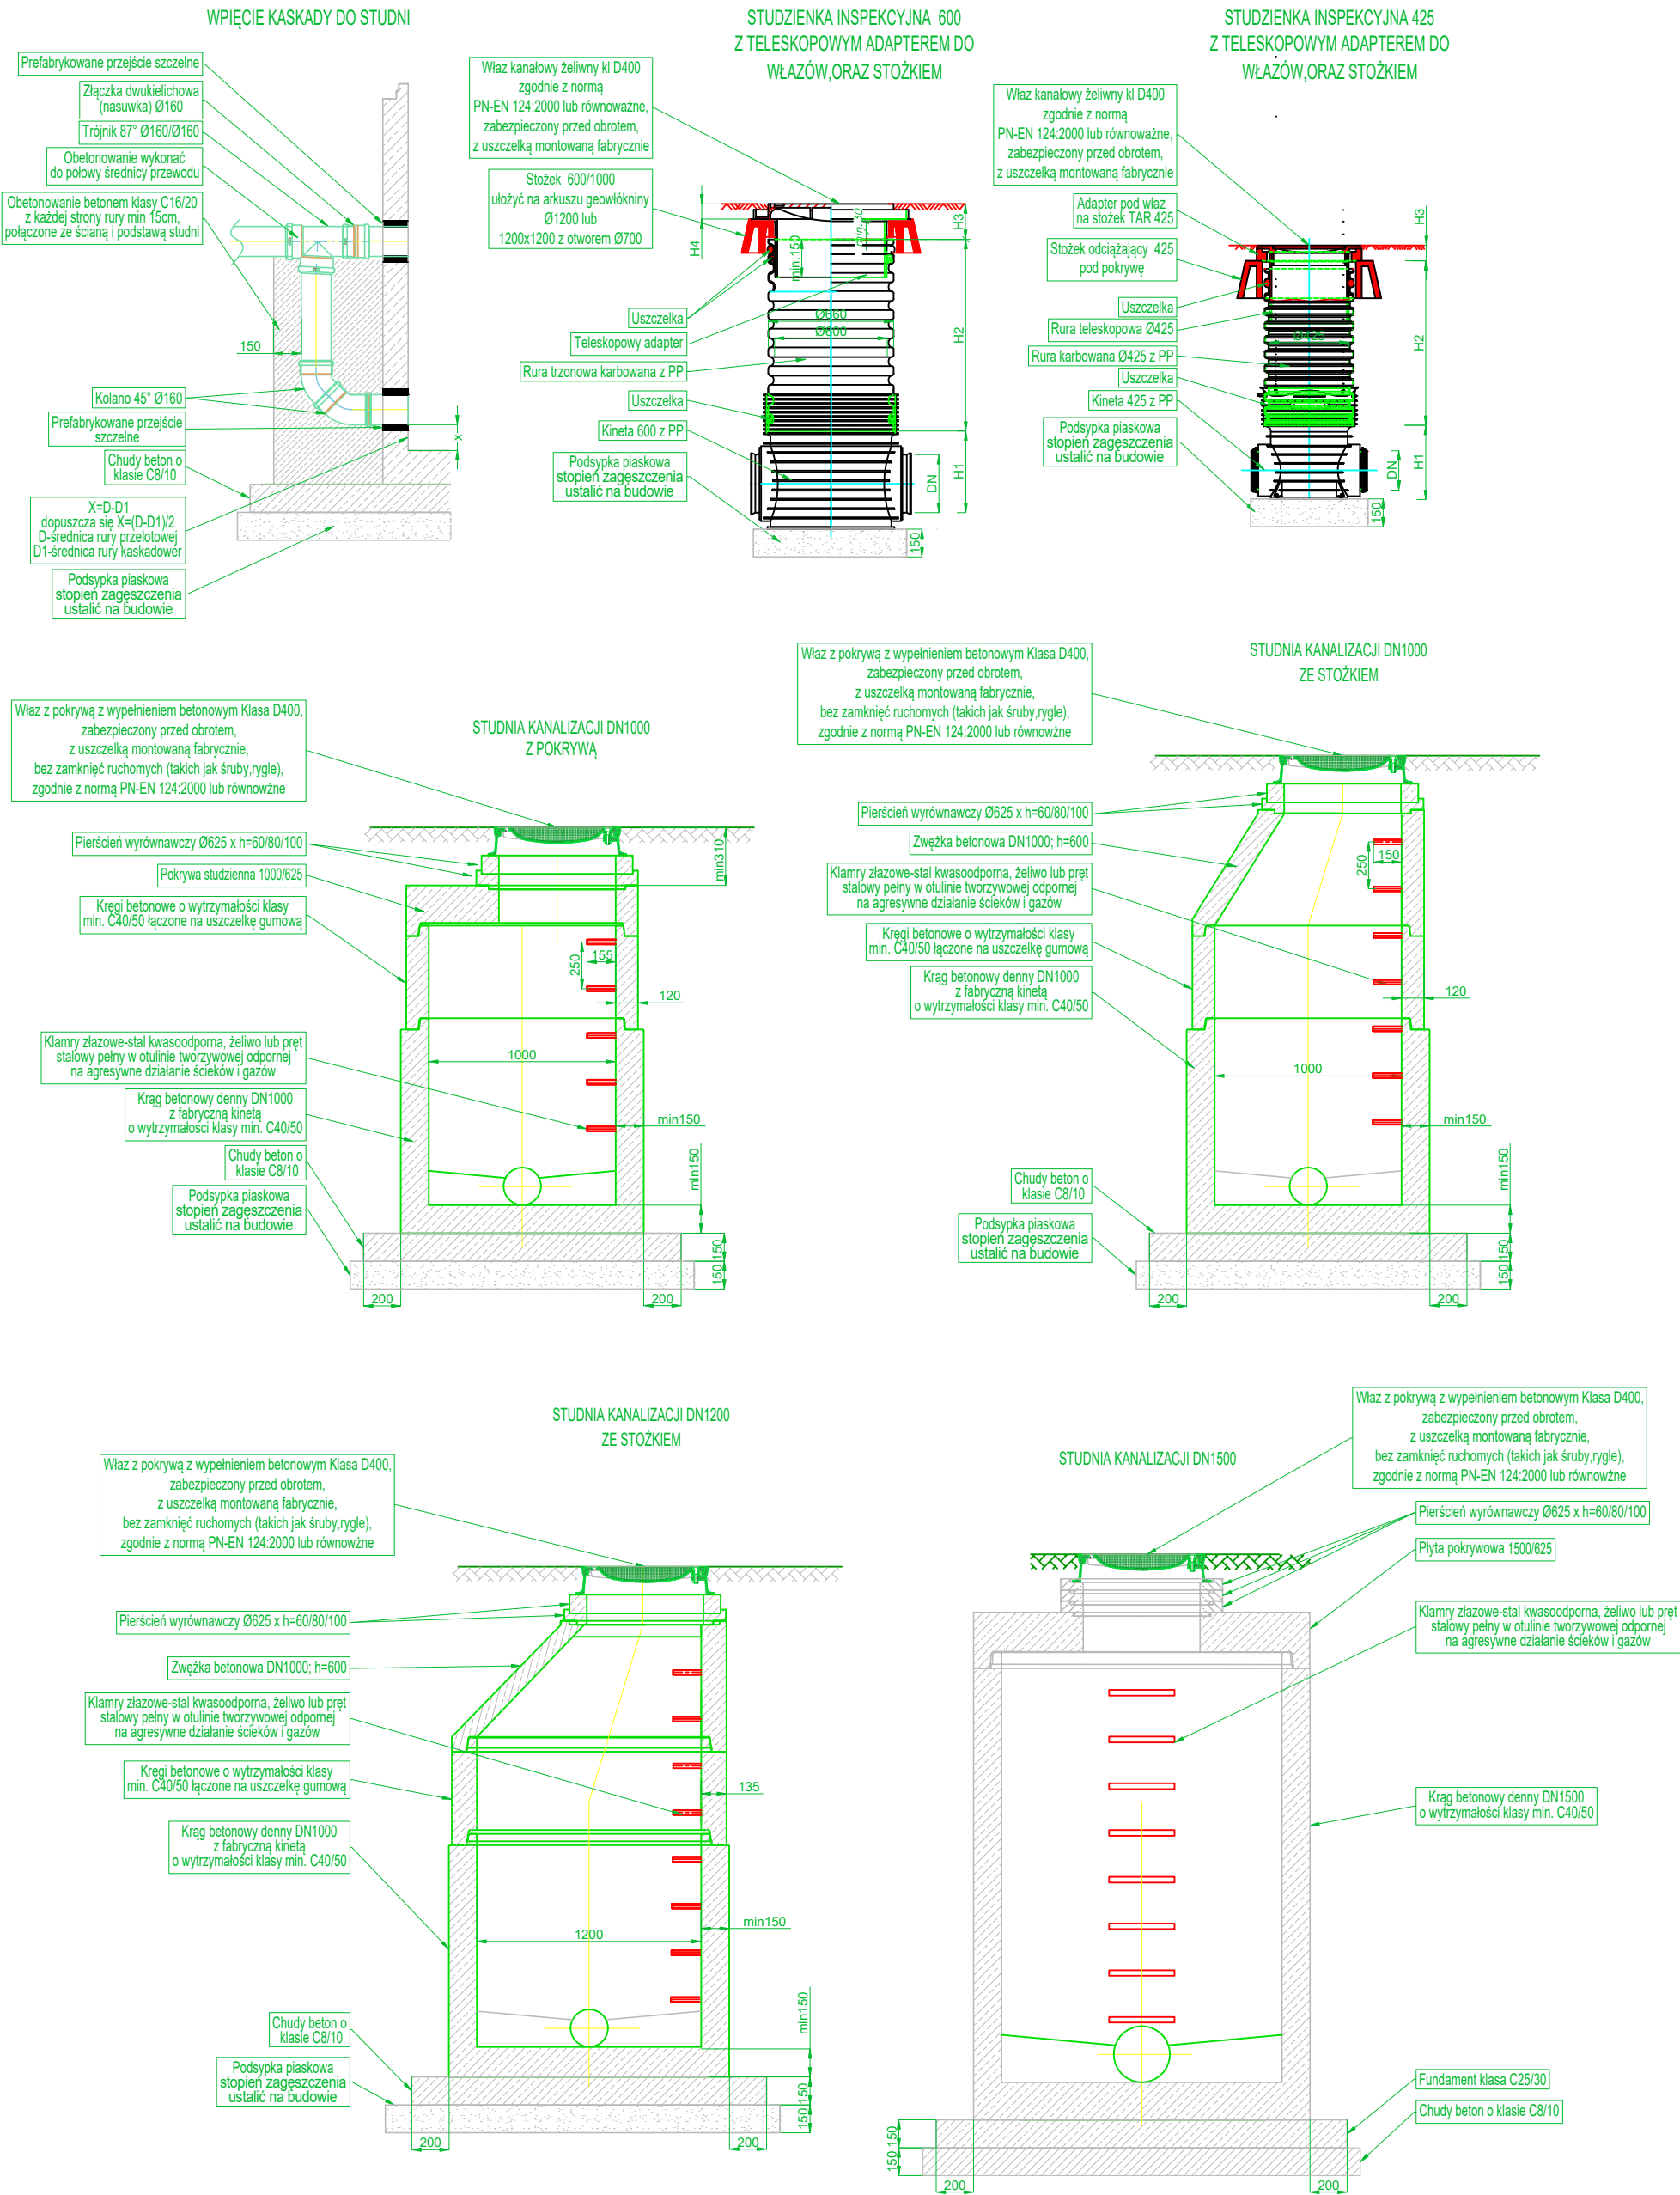 WPIĘCIE KASKADY DO STUDNI
Prefabrykowane przejście szczelne
Złączka dwukielichowa
(nasuwka) Ø160
Trójnik 87° Ø160/Ø160
Obetonowanie wykonać
do połowy średnicy przewodu
Obetonowanie betonem klasy C16/20
z każdej strony rury min 15cm,
połączone ze ścianą i podstawą studni
150
Kolano 45° Ø160
Prefabrykowane przejście
szczelne
x
Chudy beton o
klasie C8/10
X=D-D1
dopuszcza się X=(D-D1)/2
D-średnica rury przelotowej
D1-średnica rury kaskadower
Podsypka piaskowa
stopień zagęszczenia
ustalić na budowie
STUDZIENKA INSPEKCYJNA 600
Z TELESKOPOWYM ADAPTEREM DO
WŁAZÓW,ORAZ STOŻKIEM
Właz kanałowy żeliwny kl D400
zgodnie z normą
PN-EN 124:2000 lub równoważne,
zabezpieczony przed obrotem,
z uszczelką montowaną fabrycznie
Stożek 600/1000
ułożyć na arkuszu geowłókniny
Ø1200 lub
1200x1200 z otworem Ø700
H4
min.150
min.50
H3
Uszczelka
Ø660
Ø600
Teleskopowy adapter
H2
Rura trzonowa karbowana z PP
Uszczelka
Kineta 600 z PP
Podsypka piaskowa
stopień zagęszczenia
ustalić na budowie
DN
H1
150
STUDZIENKA INSPEKCYJNA 425
Z TELESKOPOWYM ADAPTEREM DO
WŁAZÓW,ORAZ STOŻKIEM
Właz kanałowy żeliwny kl D400
zgodnie z normą
PN-EN 124:2000 lub równoważne,
zabezpieczony przed obrotem,
z uszczelką montowaną fabrycznie
Adapter pod właz
na stożek TAR 425
H3
Stożek odciążający 425
pod pokrywę
Uszczelka
Rura teleskopowa Ø425
Ø425
H2
Rura karbowana Ø425 z PP
Uszczelka
Kineta 425 z PP
Podsypka piaskowa
stopień zagęszczenia
ustalić na budowie
DN
H1
150
STUDNIA KANALIZACJI DN1000
Z POKRYWĄ
Właz z pokrywą z wypełnieniem betonowym Klasa D400,
zabezpieczony przed obrotem,
z uszczelką montowaną fabrycznie,
bez zamknięć ruchomych (takich jak śruby,rygle),
zgodnie z normą PN-EN 124:2000 lub równoźne
Pierścień wyrównawczy Ø625 x h=60/80/100
min310
Pokrywa studzienna 1000/625
Kręgi betonowe o wytrzymałości klasy
min. C40/50 łączone na uszczelkę gumową
155
250
120
Klamry złazowe-stal kwasoodporna, żeliwo lub pręt
stalowy pełny w otulinie tworzywowej odpornej
na agresywne działanie ścieków i gazów
1000
Krąg betonowy denny DN1000
z fabryczną kinetą
o wytrzymałości klasy min. C40/50
min150
Chudy beton o
klasie C8/10
min150
Podsypka piaskowa
stopień zagęszczenia
ustalić na budowie
150
150
200
200
STUDNIA KANALIZACJI DN1000
ZE STOŻKIEM
Właz z pokrywą z wypełnieniem betonowym Klasa D400,
zabezpieczony przed obrotem,
z uszczelką montowaną fabrycznie,
bez zamknięć ruchomych (takich jak śruby,rygle),
zgodnie z normą PN-EN 124:2000 lub równoźne
Pierścień wyrównawczy Ø625 x h=60/80/100
Zwężka betonowa DN1000; h=600
150
250
Klamry złazowe-stal kwasoodporna, żeliwo lub pręt
stalowy pełny w otulinie tworzywowej odpornej
na agresywne działanie ścieków i gazów
Kręgi betonowe o wytrzymałości klasy
min. C40/50 łączone na uszczelkę gumową
Krąg betonowy denny DN1000
z fabryczną kinetą
o wytrzymałości klasy min. C40/50
120
1000
min150
Chudy beton o
klasie C8/10
min150
Podsypka piaskowa
stopień zagęszczenia
ustalić na budowie
150
150
200
200
STUDNIA KANALIZACJI DN1200
ZE STOŻKIEM
Właz z pokrywą z wypełnieniem betonowym Klasa D400,
zabezpieczony przed obrotem,
z uszczelką montowaną fabrycznie,
bez zamknięć ruchomych (takich jak śruby,rygle),
zgodnie z normą PN-EN 124:2000 lub równoźne
Pierścień wyrównawczy Ø625 x h=60/80/100
Zwężka betonowa DN1000; h=600
Klamry złazowe-stal kwasoodporna, żeliwo lub pręt
stalowy pełny w otulinie tworzywowej odpornej
na agresywne działanie ścieków i gazów
Kręgi betonowe o wytrzymałości klasy
min. C40/50 łączone na uszczelkę gumową
135
Krąg betonowy denny DN1000
z fabryczną kinetą
o wytrzymałości klasy min. C40/50
min150
1200
Chudy beton o
klasie C8/10
min150
Podsypka piaskowa
stopień zagęszczenia
ustalić na budowie
150
150
200
200
STUDNIA KANALIZACJI DN1500
Właz z pokrywą z wypełnieniem betonowym Klasa D400,
zabezpieczony przed obrotem,
z uszczelką montowaną fabrycznie,
bez zamknięć ruchomych (takich jak śruby,rygle),
zgodnie z normą PN-EN 124:2000 lub równoźne
Pierścień wyrównawczy Ø625 x h=60/80/100
Płyta pokrywowa 1500/625
Klamry złazowe-stal kwasoodporna, żeliwo lub pręt
stalowy pełny w otulinie tworzywowej odpornej
na agresywne działanie ścieków i gazów
Krąg betonowy denny DN1500
o wytrzymałości klasy min. C40/50
Fundament klasa C25/30
Chudy beton o klasie C8/10
150
150
200
200